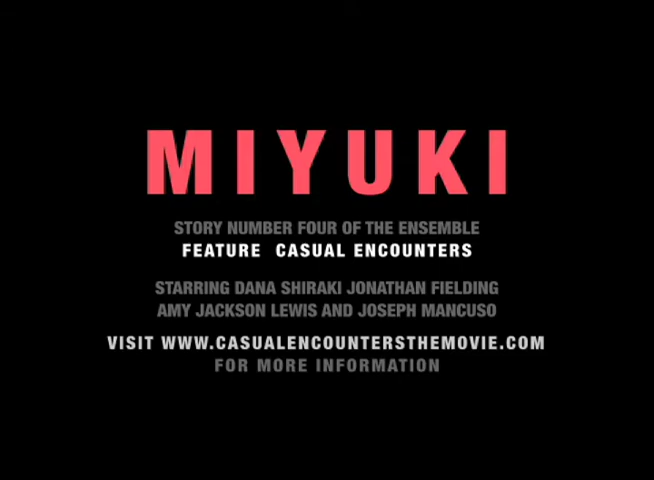 MIYUKI
STORY NUMBER FOUR OF THE ENSEMBLE
FEATURE CASUAL ENCOUNTERS
STARRING DANA SHIRAKI JONATHAN FIELDING
AMY JACKSON LEWIS AND JOSEPH MANCUSO
VISIT WWW.CASUALENCOUNTERSTHEMOVIE.COM
FOR MORE INFORMATION